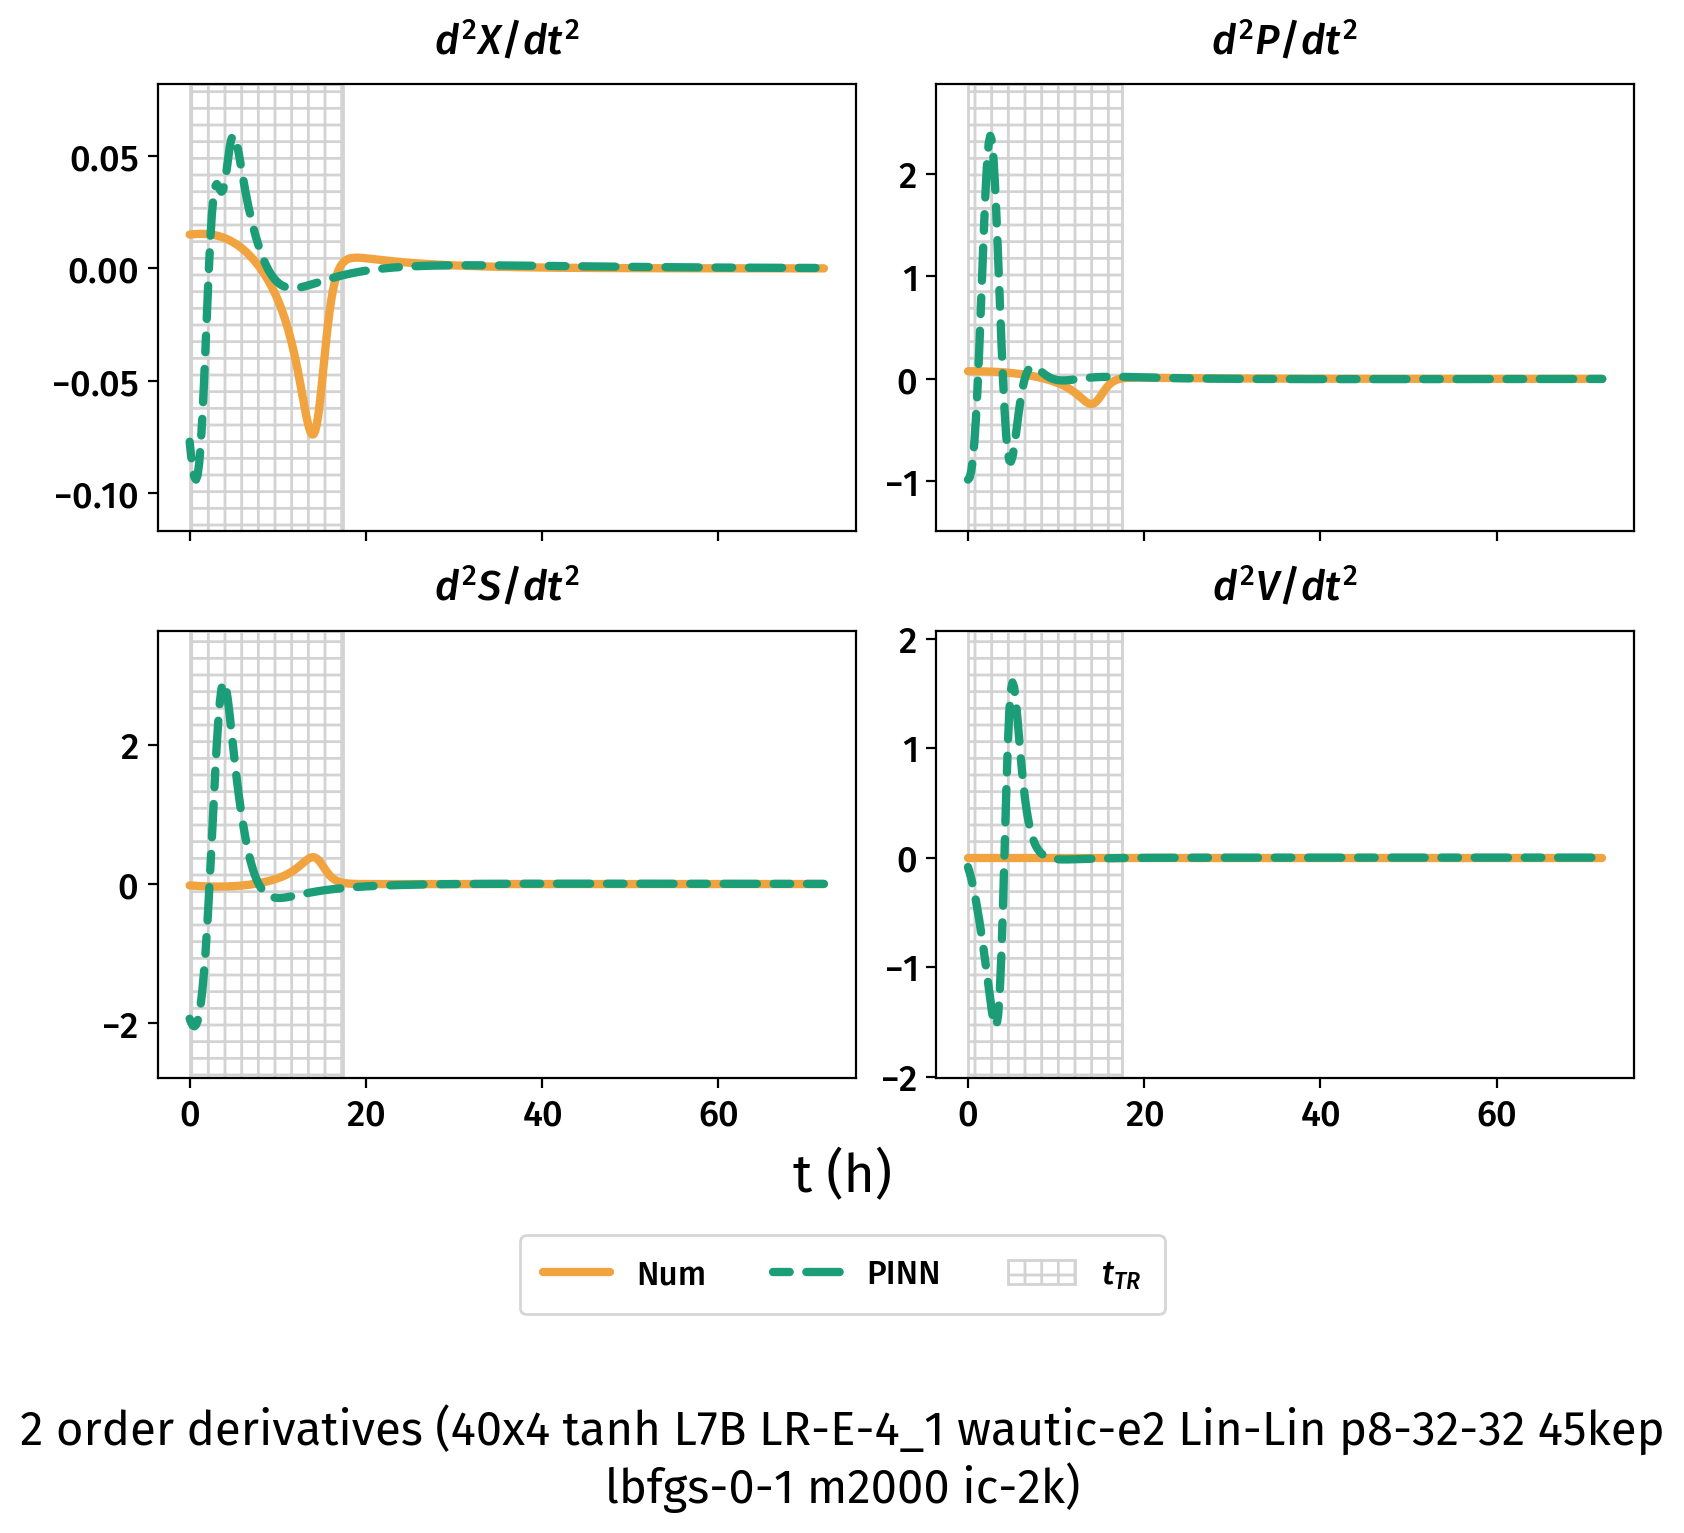 d²X/dt²
d²P/dt²
0.05
0.00
−0.05
−0.10
2
1
0
−1
d²S/dt²
d²V/dt²
2
0
−2
2
1
0
−1
−2
0 20 40 60
0 20 40 60
t (h)
Num PINN t_TR
2 order derivatives (40x4 tanh L7B LR-E-4_1 wautic-e2 Lin-Lin p8-32-32 45kep
lbfgs-0-1 m2000 ic-2k)